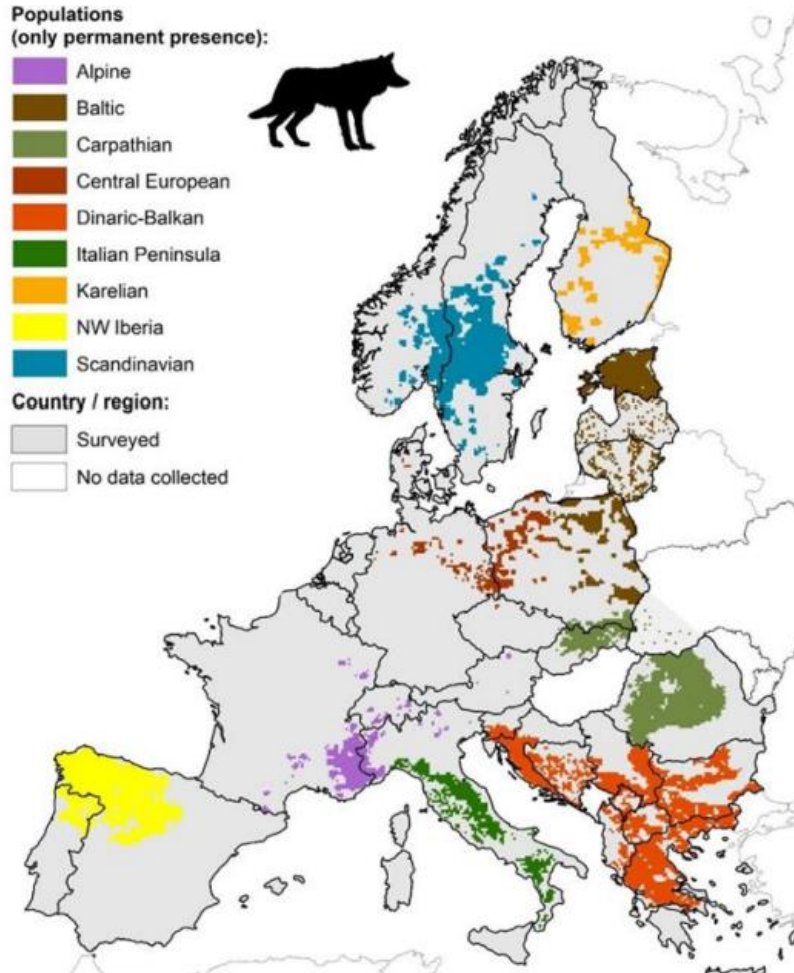 Populations
(only permanent presence):
Alpine
Baltic
Carpathian
Central European
Dinaric-Balkan
Italian Peninsula
Karelian
NW Iberia
Scandinavian
Country / region:
Surveyed
No data collected